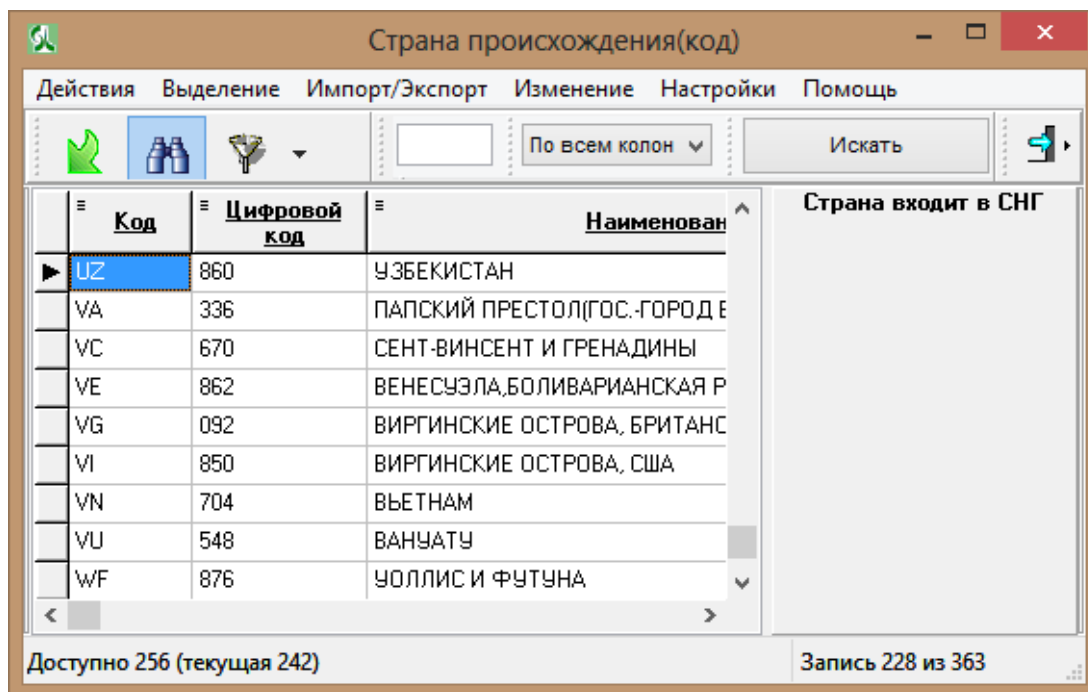 Страна происхождения(код)
Действия Выделение Импорт/Экспорт Изменение Настройки Помощь
По всем колон Искать
Код Цифровой код Наименован
Страна входит в СНГ
UZ 860 УЗБЕКИСТАН
VA 336 ПАПСКИЙ ПРЕСТОЛ(ГОС.-ГОРОД
VC 670 СЕНТ-ВИНСЕНТ И ГРЕНАДИНЫ
VE 862 ВЕНЕСУЭЛА,БОЛИВАРИАНСКАЯ Р
VG 092 ВИРГИНСКИЕ ОСТРОВА, БРИТАНС
VI 850 ВИРГИНСКИЕ ОСТРОВА, США
VN 704 ВЬЕТНАМ
VU 548 ВАНУАТУ
WF 876 УОЛЛИС И ФУТУНА
Доступно 256 (текущая 242) Запись 228 из 363